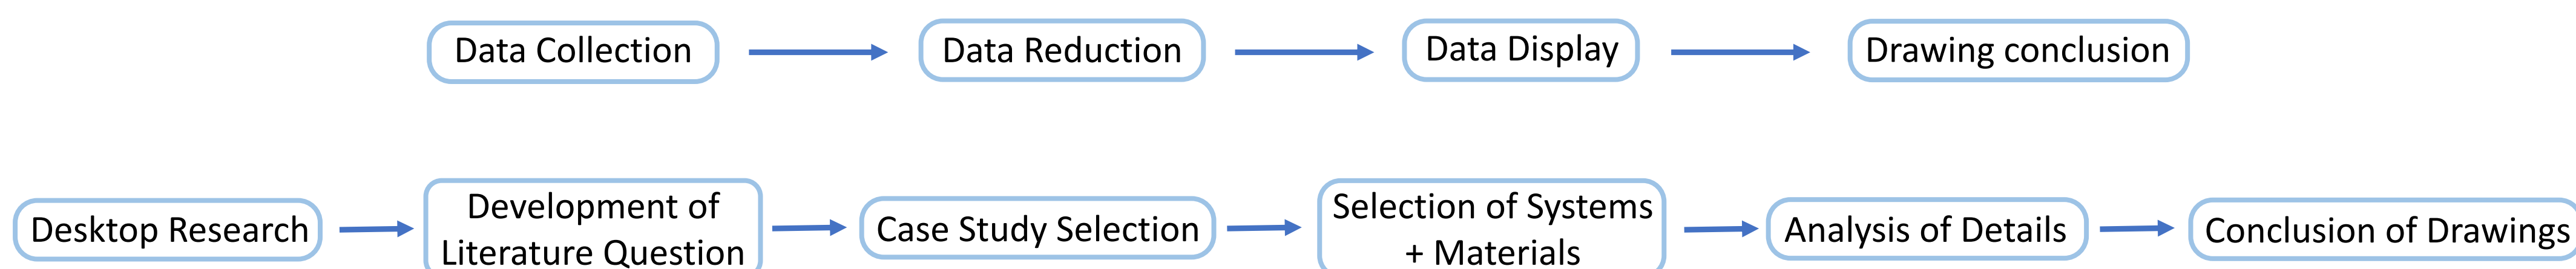 Data Collection
Data Reduction
Data Display
Drawing conclusion
Desktop Research
Development of
Literature Question
Case Study Selection
Selection of Systems
+ Materials
Analysis of Details
Conclusion of Drawings